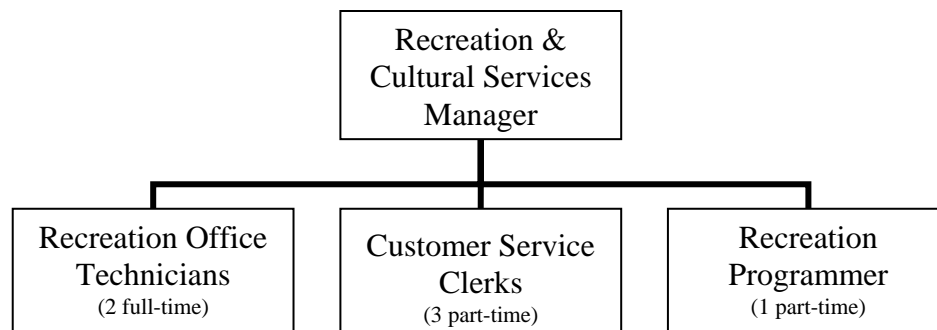 Recreation &
Cultural Services
Manager
Recreation Office
Technicians
(2 full-time)
Customer Service
Clerks
(3 part-time)
Recreation
Programmer
(1 part-time)